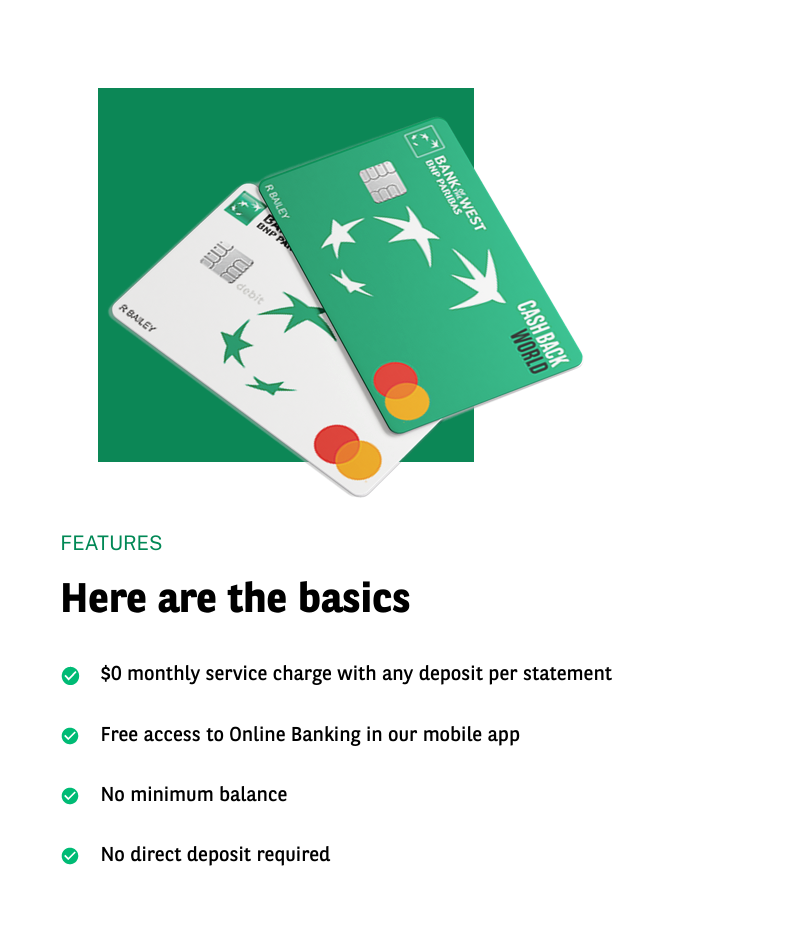 BANK OF THE WEST
BNP PARIBAS
R BAILEY
CASH BACK
WORLD
BNP PA
debit
R BAILEY
FEATURES
Here are the basics
$0 monthly service charge with any deposit per statement
Free access to Online Banking in our mobile app
No minimum balance
No direct deposit required